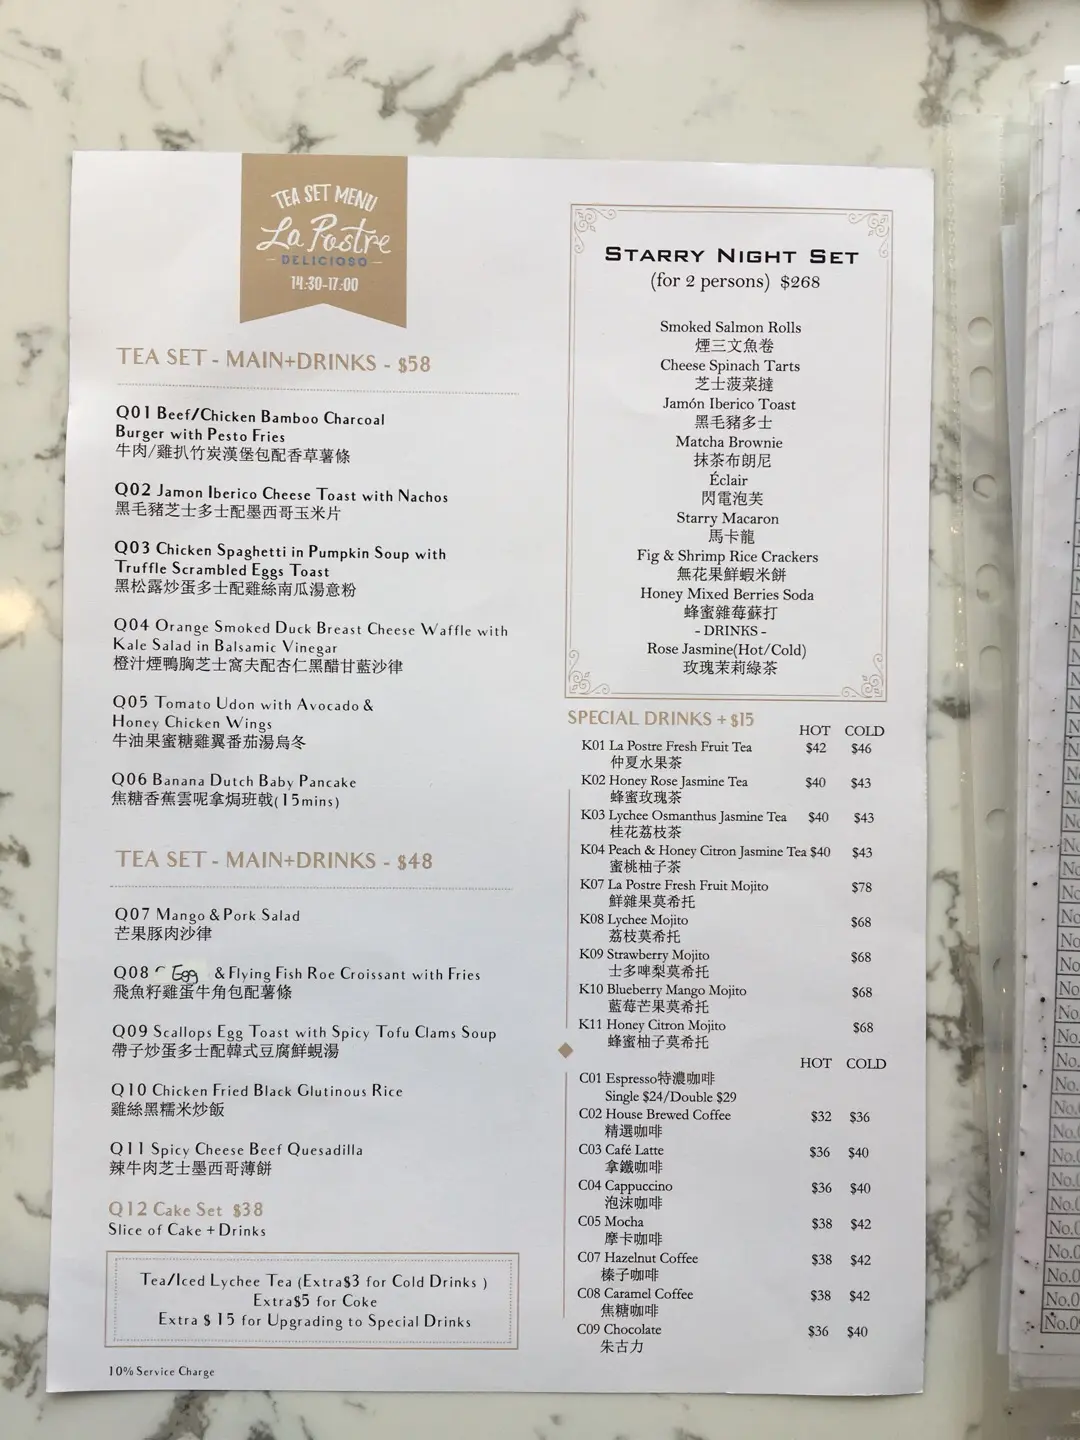 TEA SET MENU
La Postre
DELICIOSO
14:30-17:00
TEA SET - MAIN+DRINKS - $58
Q01 Beef/Chicken Bamboo Charcoal
Burger with Pesto Fries
牛肉/雞扒竹炭漢堡包配香草薯條
Q02 Jamon Iberico Cheese Toast with Nachos
黑毛豬芝士多士配墨西哥玉米片
Q03 Chicken Spaghetti in Pumpkin Soup with
Truffle Scrambled Eggs Toast
黑松露炒蛋多士配雞絲南瓜湯意粉
Q04 Orange Smoked Duck Breast Cheese Waffle with
Kale Salad in Balsamic Vinegar
橙汁煙鴨胸芝士窩夫配杏仁黑醋甘藍沙律
Q05 Tomato Udon with Avocado &
Honey Chicken Wings
牛油果蜜糖雞翼番茄湯烏冬
Q06 Banana Dutch Baby Pancake
焦糖香蕉雲呢拿焗班戟(15mins)
TEA SET - MAIN+DRINKS - $48
Q07 Mango & Pork Salad
芒果豚肉沙律
Q08 Egg & Flying Fish Roe Croissant with Fries
飛魚籽雞蛋牛角包配薯條
Q09 Scallops Egg Toast with Spicy Tofu Clams Soup
帶子炒蛋多士配韓式豆腐鮮蜆湯
Q10 Chicken Fried Black Glutinous Rice
雞絲黑糯米炒飯
Q11 Spicy Cheese Beef Quesadilla
辣牛肉芝士墨西哥薄餅
Q12 Cake Set $38
Slice of Cake + Drinks
Tea/Iced Lychee Tea (Extra$3 for Cold Drinks )
Extra$5 for Coke
Extra $ 15 for Upgrading to Special Drinks
10% Service Charge
STARRY NIGHT SET
(for 2 persons) $268
Smoked Salmon Rolls
煙三文魚卷
Cheese Spinach Tarts
芝士菠菜撻
Jamón Iberico Toast
黑毛豬多士
Matcha Brownie
抹茶布朗尼
Éclair
閃電泡芙
Starry Macaron
馬卡龍
Fig & Shrimp Rice Crackers
無花果鮮蝦米餅
Honey Mixed Berries Soda
蜂蜜雜莓蘇打
- DRINKS -
Rose Jasmine(Hot/Cold)
玫瑰茉莉綠茶
SPECIAL DRINKS + $15
HOT COLD
K01 La Postre Fresh Fruit Tea $42 $46
仲夏水果茶
K02 Honey Rose Jasmine Tea $40 $43
蜂蜜玫瑰茶
K03 Lychee Osmanthus Jasmine Tea $40 $43
桂花荔枝茶
K04 Peach & Honey Citron Jasmine Tea $40 $43
蜜桃柚子茶
K07 La Postre Fresh Fruit Mojito $78
鮮雜果莫希托
K08 Lychee Mojito $68
荔枝莫希托
K09 Strawberry Mojito $68
士多啤梨莫希托
K10 Blueberry Mango Mojito $68
藍莓芒果莫希托
K11 Honey Citron Mojito $68
蜂蜜柚子莫希托
HOT COLD
C01 Espresso特濃咖啡
Single $24/Double $29
C02 House Brewed Coffee $32 $36
精選咖啡
C03 Café Latte $36 $40
拿鐵咖啡
C04 Cappuccino $36 $40
泡沫咖啡
C05 Mocha $38 $42
摩卡咖啡
C07 Hazelnut Coffee $38 $42
榛子咖啡
C08 Caramel Coffee $38 $42
焦糖咖啡
C09 Chocolate $36 $40
朱古力